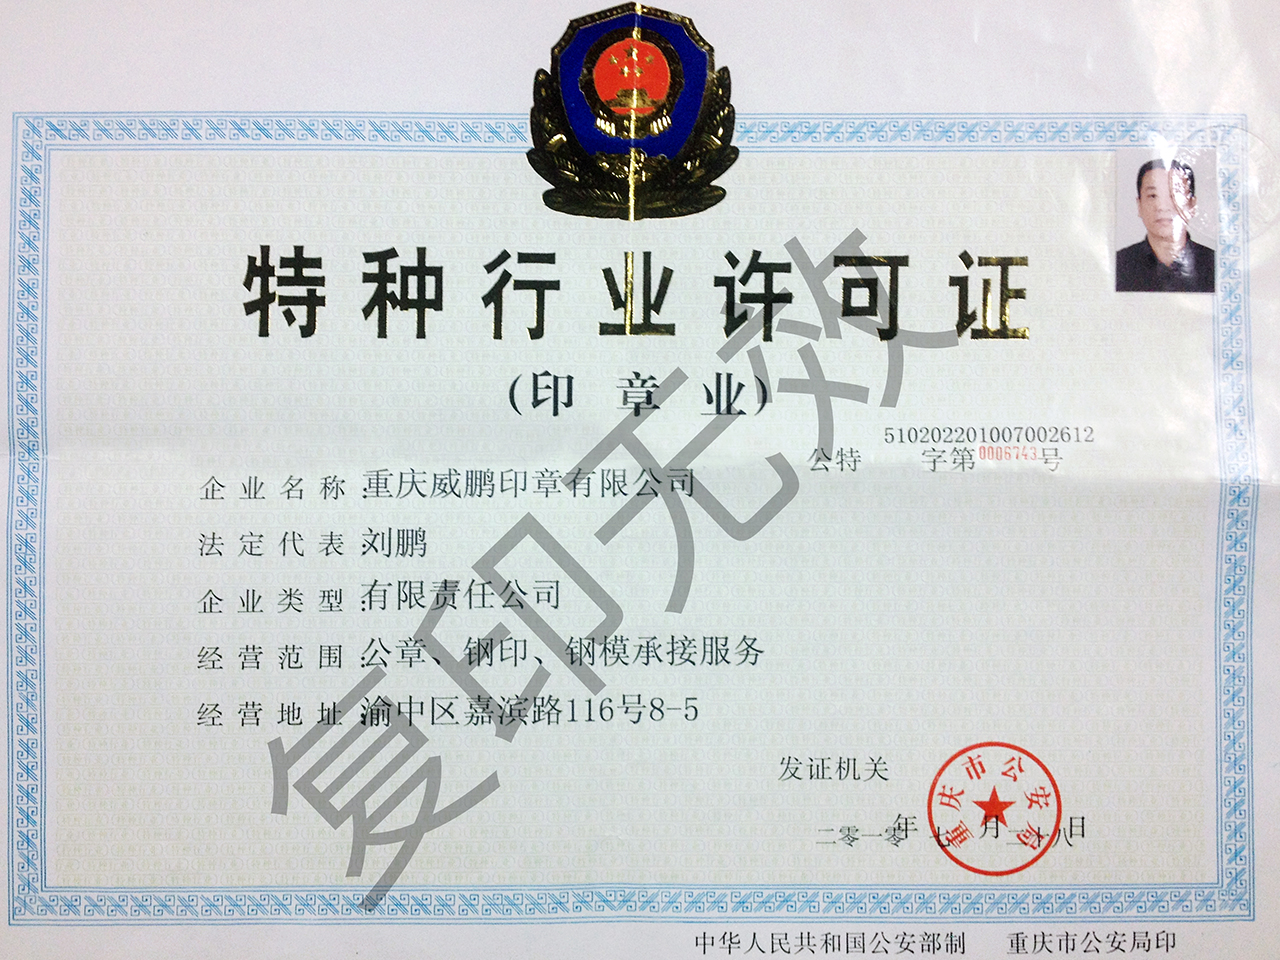 特种行业许可证
(印章业)
510202201007002612
公特 字第0006743号
企业名称:重庆威鹏印章有限公司
法定代表:刘鹏
企业类型:有限责任公司
经营范围:公章、钢印、钢模承接服务
经营地址:渝中区嘉滨路116号8-5
发证机关
重庆市公安局
二零一零年七月二十八日
中华人民共和国公安部制 重庆市公安局印
复印无效